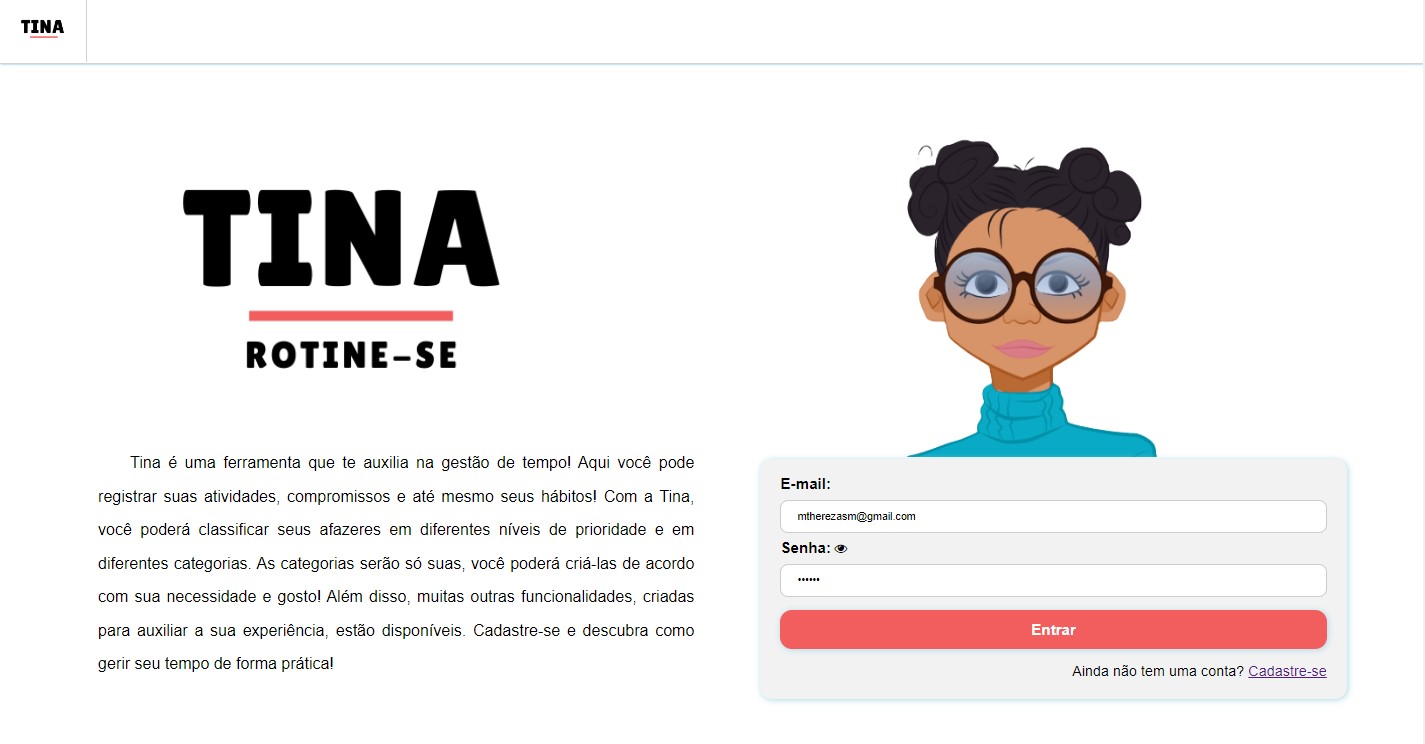 TINA
TINA
ROTINE-SE
Tina é uma ferramenta que te auxilia na gestão de tempo! Aqui você pode
registrar suas atividades, compromissos e até mesmo seus hábitos! Com a Tina,
você poderá classificar seus afazeres em diferentes níveis de prioridade e em
diferentes categorias. As categorias serão só suas, você poderá criá-las de acordo
com sua necessidade e gosto! Além disso, muitas outras funcionalidades, criadas
para auxiliar a sua experiência, estão disponíveis. Cadastre-se e descubra como
gerir seu tempo de forma prática!
E-mail:
mtherezasm@gmail.com
Senha:
••••••
Entrar
Ainda não tem uma conta? Cadastre-se